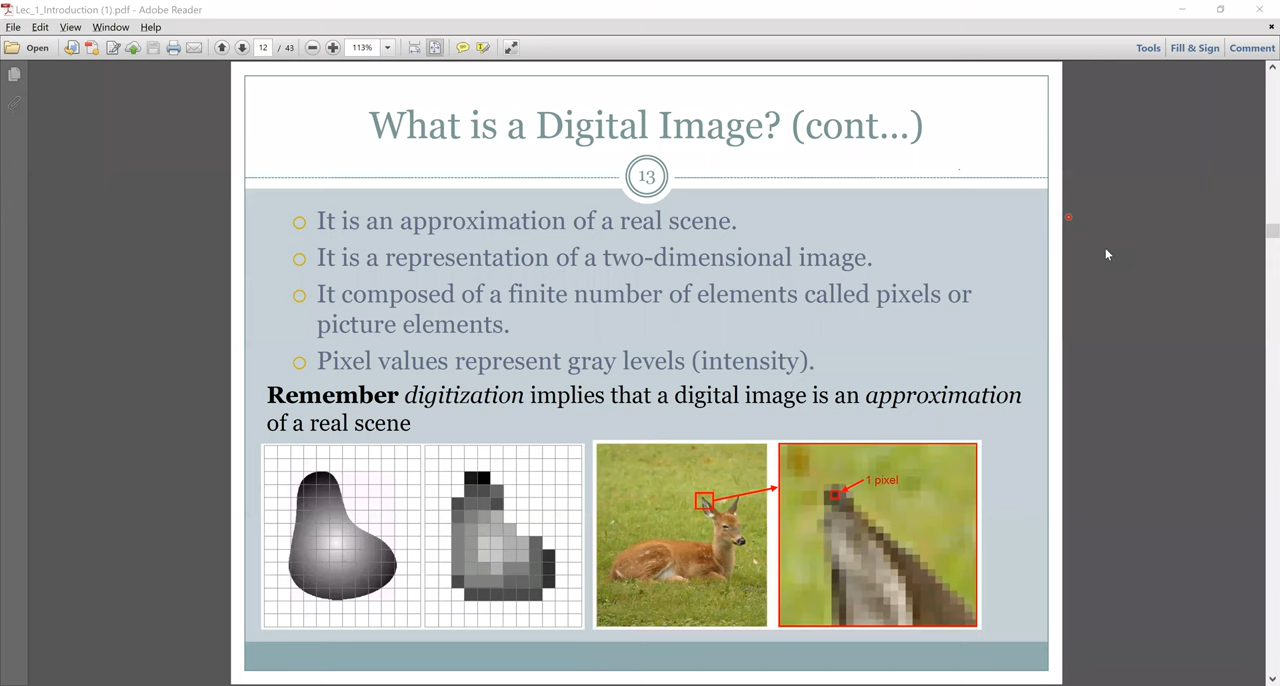 Lec_1_Introduction (1).pdf - Adobe Reader
File Edit View Window Help
Open 12 / 43 113% Tools Fill & Sign Comment
What is a Digital Image? (cont...)
13
It is an approximation of a real scene.
It is a representation of a two-dimensional image.
It composed of a finite number of elements called pixels or
picture elements.
Pixel values represent gray levels (intensity).
Remember digitization implies that a digital image is an approximation
of a real scene
1 pixel